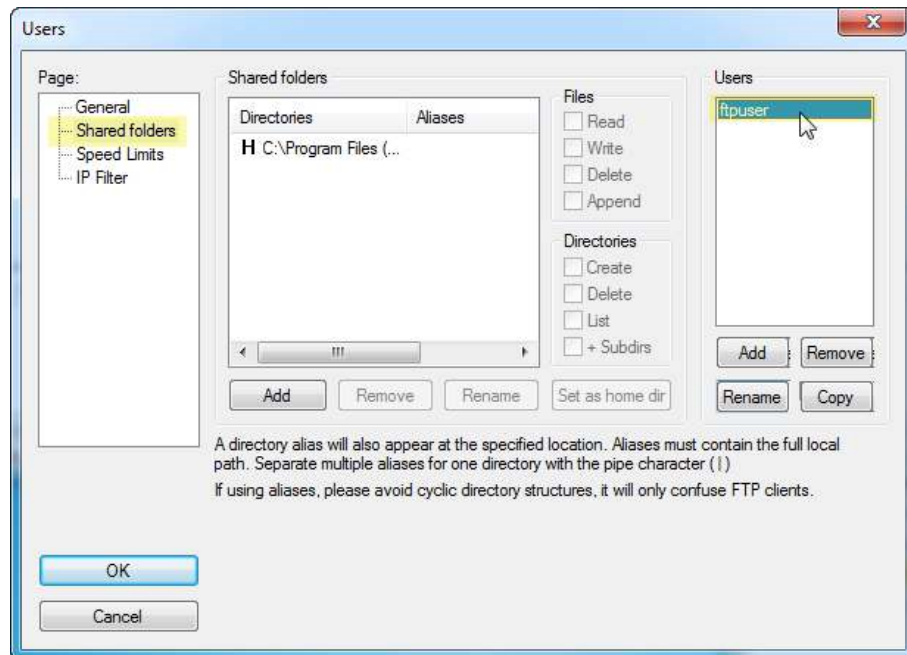 Users
Page:
General
Shared folders
Speed Limits
IP Filter
Shared folders
Directories Aliases
H C:\Program Files (...
Files
Read
Write
Delete
Append
Directories
Create
Delete
List
+ Subdirs
Add Remove Rename Set as home dir
Users
ftpuser
Add Remove
Rename Copy
A directory alias will also appear at the specified location. Aliases must contain the full local
path. Separate multiple aliases for one directory with the pipe character (|)
If using aliases, please avoid cyclic directory structures, it will only confuse FTP clients.
OK
Cancel